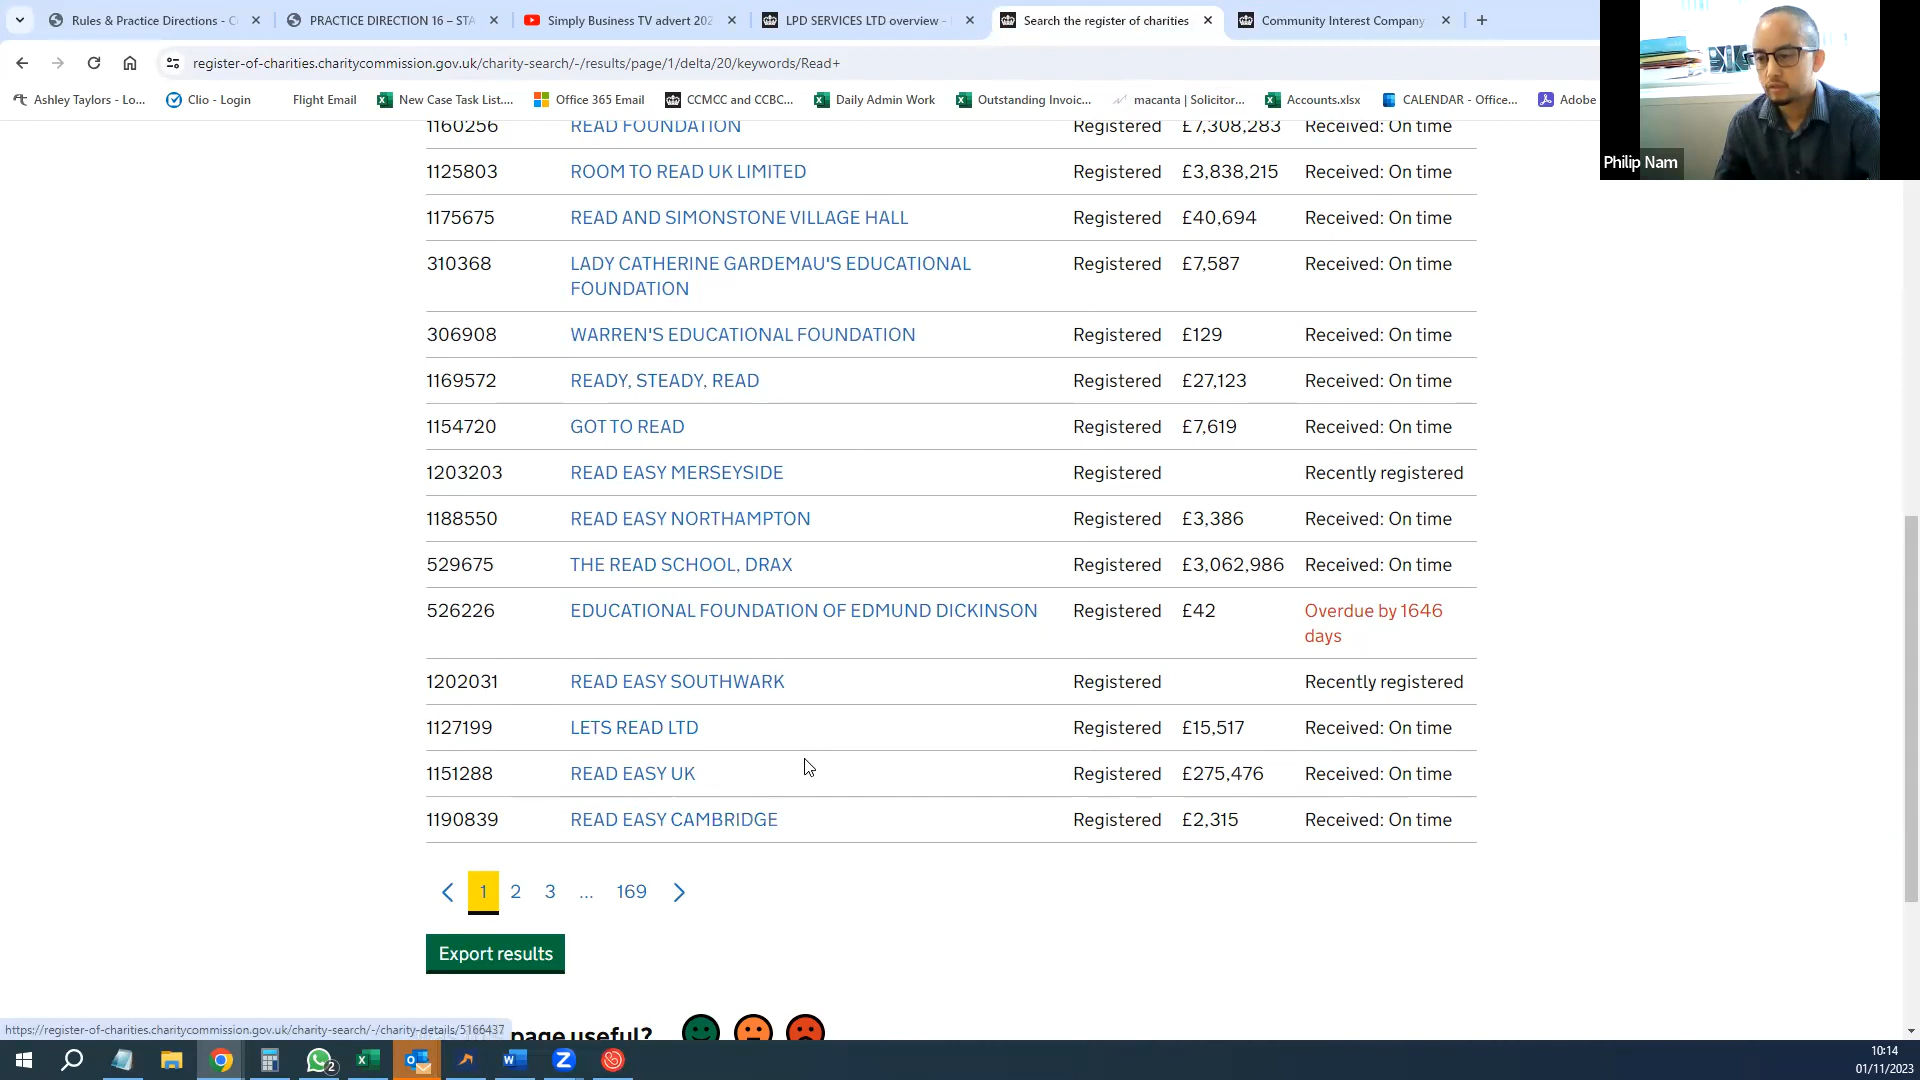 Rules & Practice Directions - C
PRACTICE DIRECTION 16 – STA
Simply Business TV advert 202
LPD SERVICES LTD overview -
Search the register of charities
Community Interest Company
register-of-charities.charitycommission.gov.uk/charity-search/-/results/page/1/delta/20/keywords/Read+
Ashley Taylors - Lo...
Clio - Login
Flight Email
New Case Task List....
Office 365 Email
CCMCC and CCBC...
Daily Admin Work
Outstanding Invoic...
macanta | Solicitor...
Accounts.xlsx
CALENDAR - Office...
Adobe
Philip Nam
1160256 READ FOUNDATION Registered £7,308,283 Received: On time
1125803 ROOM TO READ UK LIMITED Registered £3,838,215 Received: On time
1175675 READ AND SIMONSTONE VILLAGE HALL Registered £40,694 Received: On time
310368 LADY CATHERINE GARDEMAU'S EDUCATIONAL Registered £7,587 Received: On time
FOUNDATION
306908 WARREN'S EDUCATIONAL FOUNDATION Registered £129 Received: On time
1169572 READY, STEADY, READ Registered £27,123 Received: On time
1154720 GOT TO READ Registered £7,619 Received: On time
1203203 READ EASY MERSEYSIDE Registered Recently registered
1188550 READ EASY NORTHAMPTON Registered £3,386 Received: On time
529675 THE READ SCHOOL, DRAX Registered £3,062,986 Received: On time
526226 EDUCATIONAL FOUNDATION OF EDMUND DICKINSON Registered £42 Overdue by 1646
days
1202031 READ EASY SOUTHWARK Registered Recently registered
1127199 LETS READ LTD Registered £15,517 Received: On time
1151288 READ EASY UK Registered £275,476 Received: On time
1190839 READ EASY CAMBRIDGE Registered £2,315 Received: On time
1 2 3 ... 169
Export results
https://register-of-charities.charitycommission.gov.uk/charity-search/-/charity-details/5166437
page useful?
2
10:14
01/11/2023